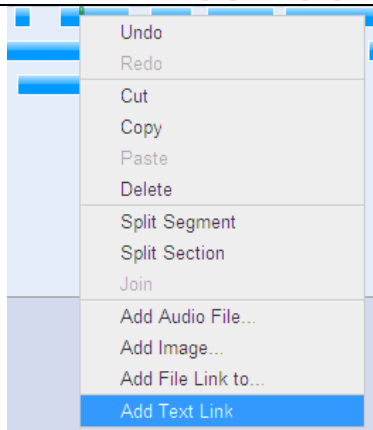 Undo
Redo
Cut
Copy
Paste
Delete
Split Segment
Split Section
Join
Add Audio File...
Add Image...
Add File Link to...
Add Text Link